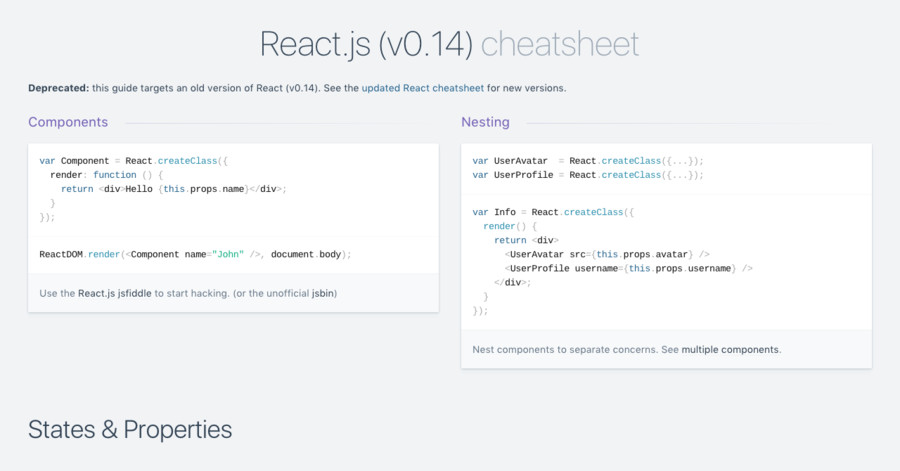 React.js (v0.14) cheatsheet
Deprecated: this guide targets an old version of React (v0.14). See the updated React cheatsheet for new versions.
Components
var Component = React.createClass({
  render: function () {
    return <div>Hello {this.props.name}</div>;
  }
});
ReactDOM.render(<Component name="John" />, document.body);
Use the React.js jsfiddle to start hacking. (or the unofficial jsbin)
Nesting
var UserAvatar  = React.createClass({...});
var UserProfile = React.createClass({...});
var Info = React.createClass({
  render() {
    return <div>
      <UserAvatar src={this.props.avatar} />
      <UserProfile username={this.props.username} />
    </div>;
  }
});
Nest components to separate concerns. See multiple components.
States & Properties